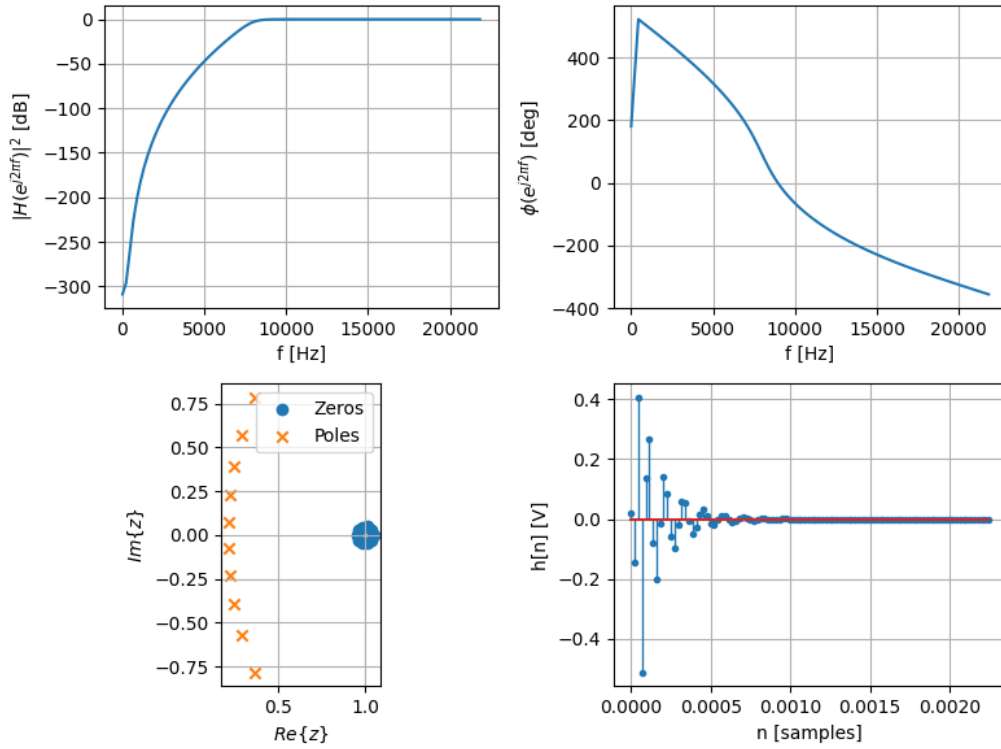 0
−50
−100
−150
−200
−250
−300
|H(e^{j2πf})|² [dB]
0 5000 10000 15000 20000
f [Hz]
400
200
0
−200
−400
ϕ(e^{j2πf}) [deg]
0 5000 10000 15000 20000
f [Hz]
0.75
0.50
0.25
0.00
−0.25
−0.50
−0.75
Im{z}
Zeros
Poles
0.5 1.0
Re{z}
0.4
0.2
0.0
−0.2
−0.4
h[n] [V]
0.0000 0.0005 0.0010 0.0015 0.0020
n [samples]